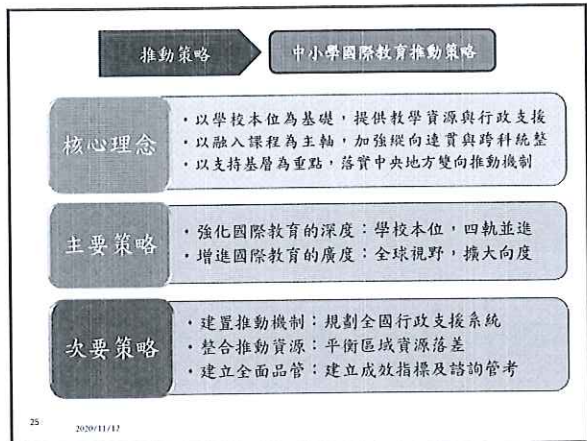 推動策略
中小學國際教育推動策略
核心理念
・以學校本位為基礎,提供教學資源與行政支援
・以融入課程為主軸,加強縱向連貫與跨科統整
・以支持基層為重點,落實中央地方變向推動機制
主要策略
・強化國際教育的深度:學校本位,四軌並進
・增進國際教育的廣度:全球視野,擴大向度
次要策略
・建置推動機制:規劃全國行政支援系統
・整合推動資源:平衡區域資源落差
・建立全面品管:建立成效指標及諮詢管考
25
2020/11/12